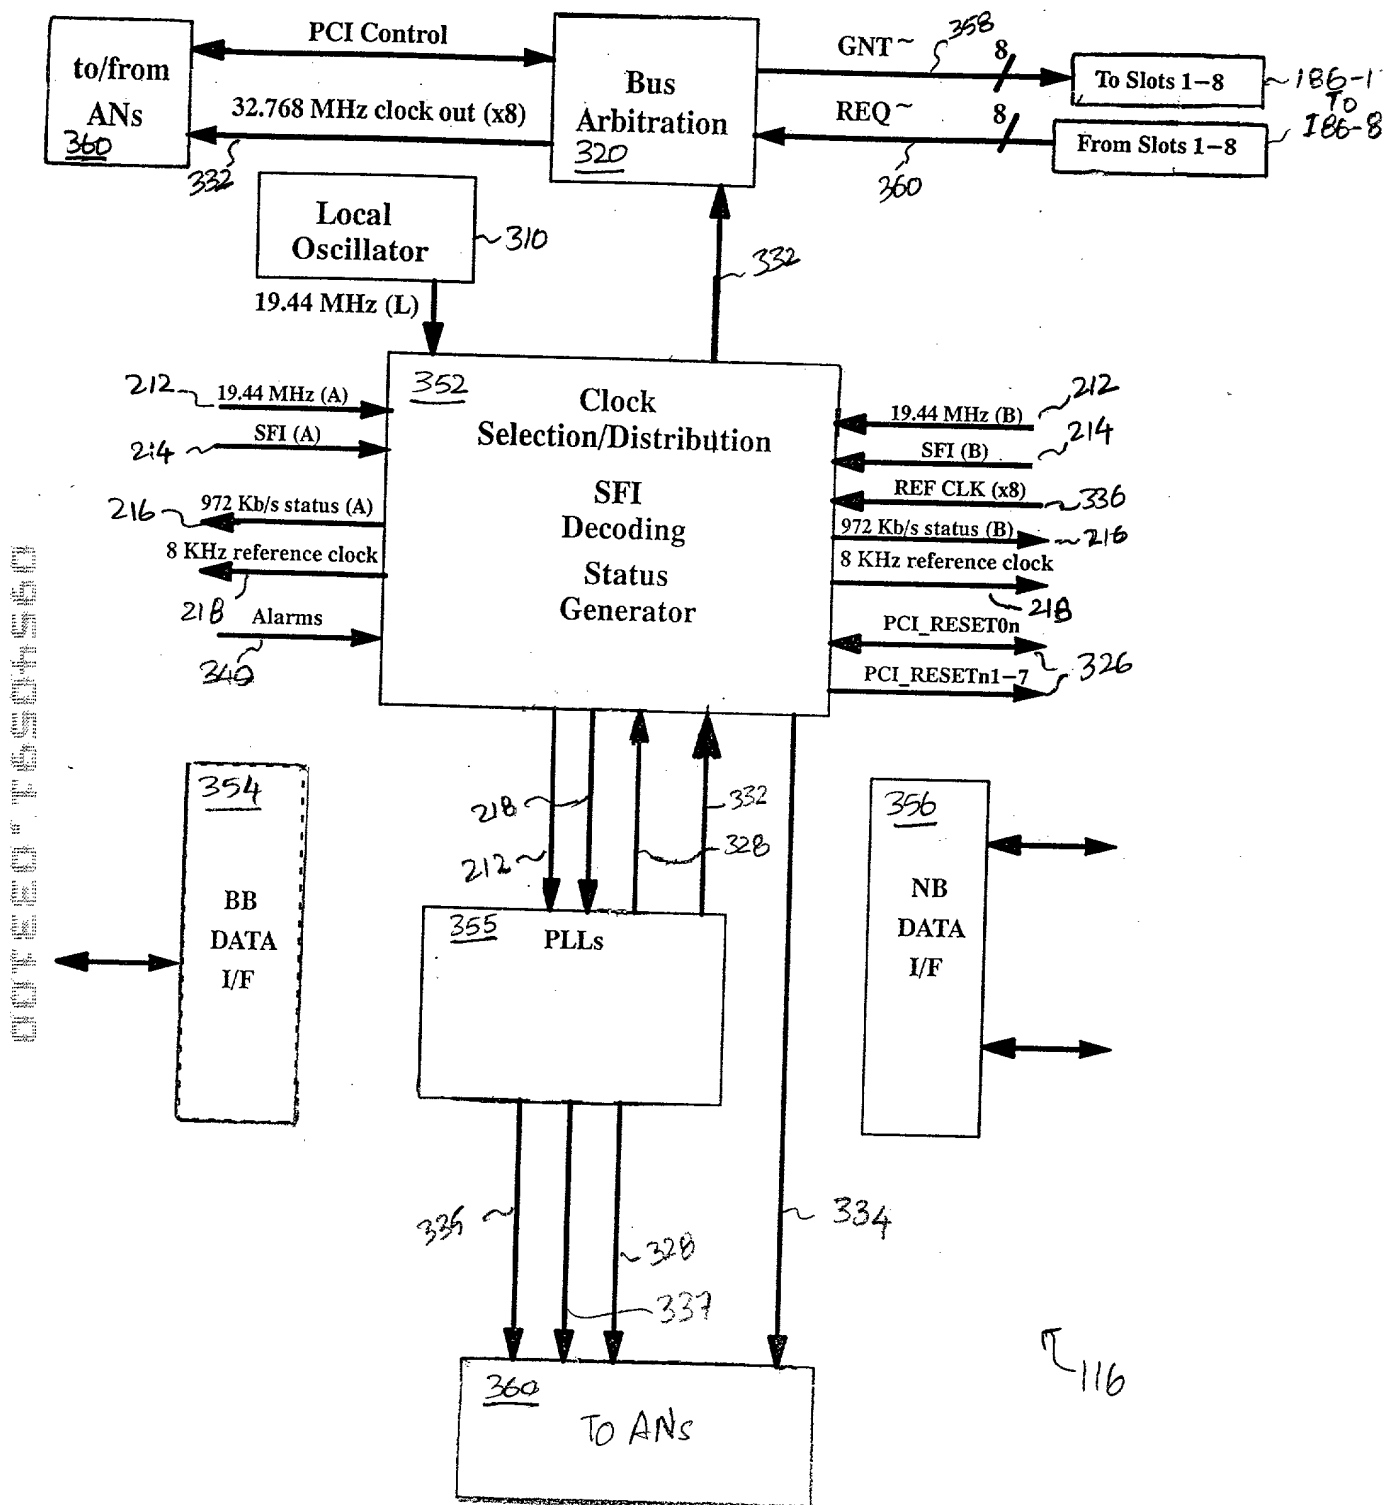 PCI Control
to/from
ANs
360
32.768 MHz clock out (x8)
332
Bus
Arbitration
320
GNT~
358
8
To Slots 1–8
186-1
TO
186-8
REQ~
8
360
From Slots 1–8
Local
Oscillator
310
19.44 MHz (L)
332
352
Clock
Selection/Distribution
SFI
Decoding
Status
Generator
212
19.44 MHz (A)
214
SFI (A)
216
972 Kb/s status (A)
8 KHz reference clock
218
Alarms
340
19.44 MHz (B)
212
SFI (B)
214
REF CLK (x8)
336
972 Kb/s status (B)
216
8 KHz reference clock
218
PCI_RESET0n
326
PCI_RESETn1–7
354
BB
DATA
I/F
218
212
332
328
355
PLLs
356
NB
DATA
I/F
335
328
337
334
360
TO ANs
116